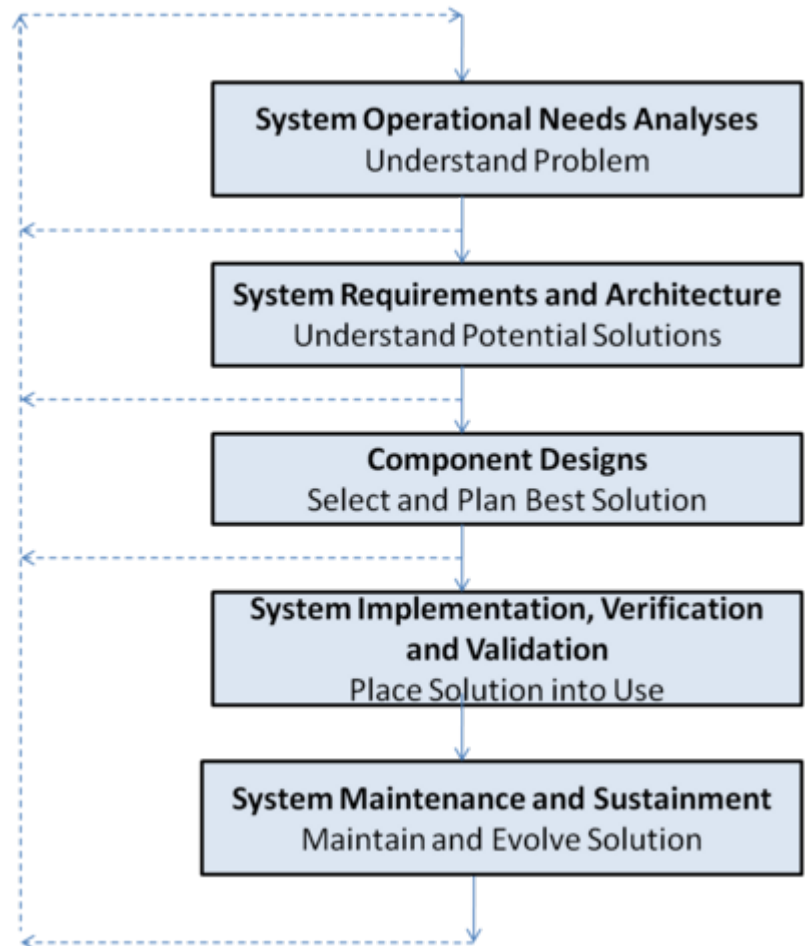 System Operational Needs Analyses
Understand Problem
System Requirements and Architecture
Understand Potential Solutions
Component Designs
Select and Plan Best Solution
System Implementation, Verification
and Validation
Place Solution into Use
System Maintenance and Sustainment
Maintain and Evolve Solution